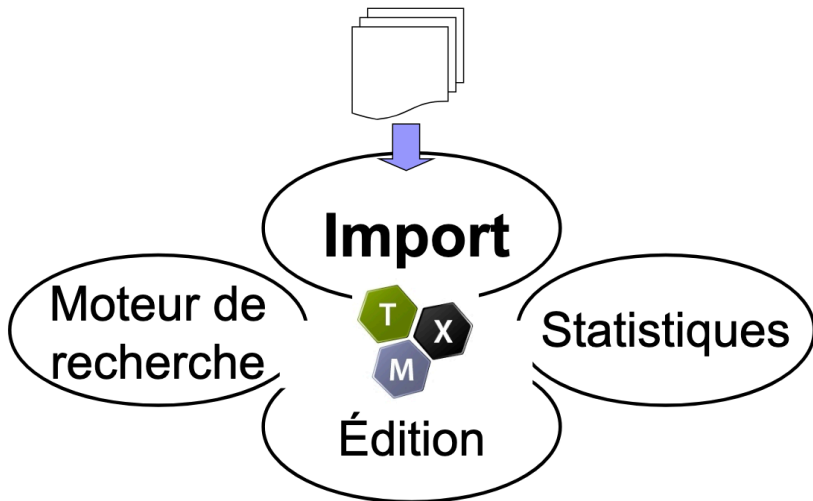 Import
Moteur de
recherche
T
X
M
Statistiques
Édition